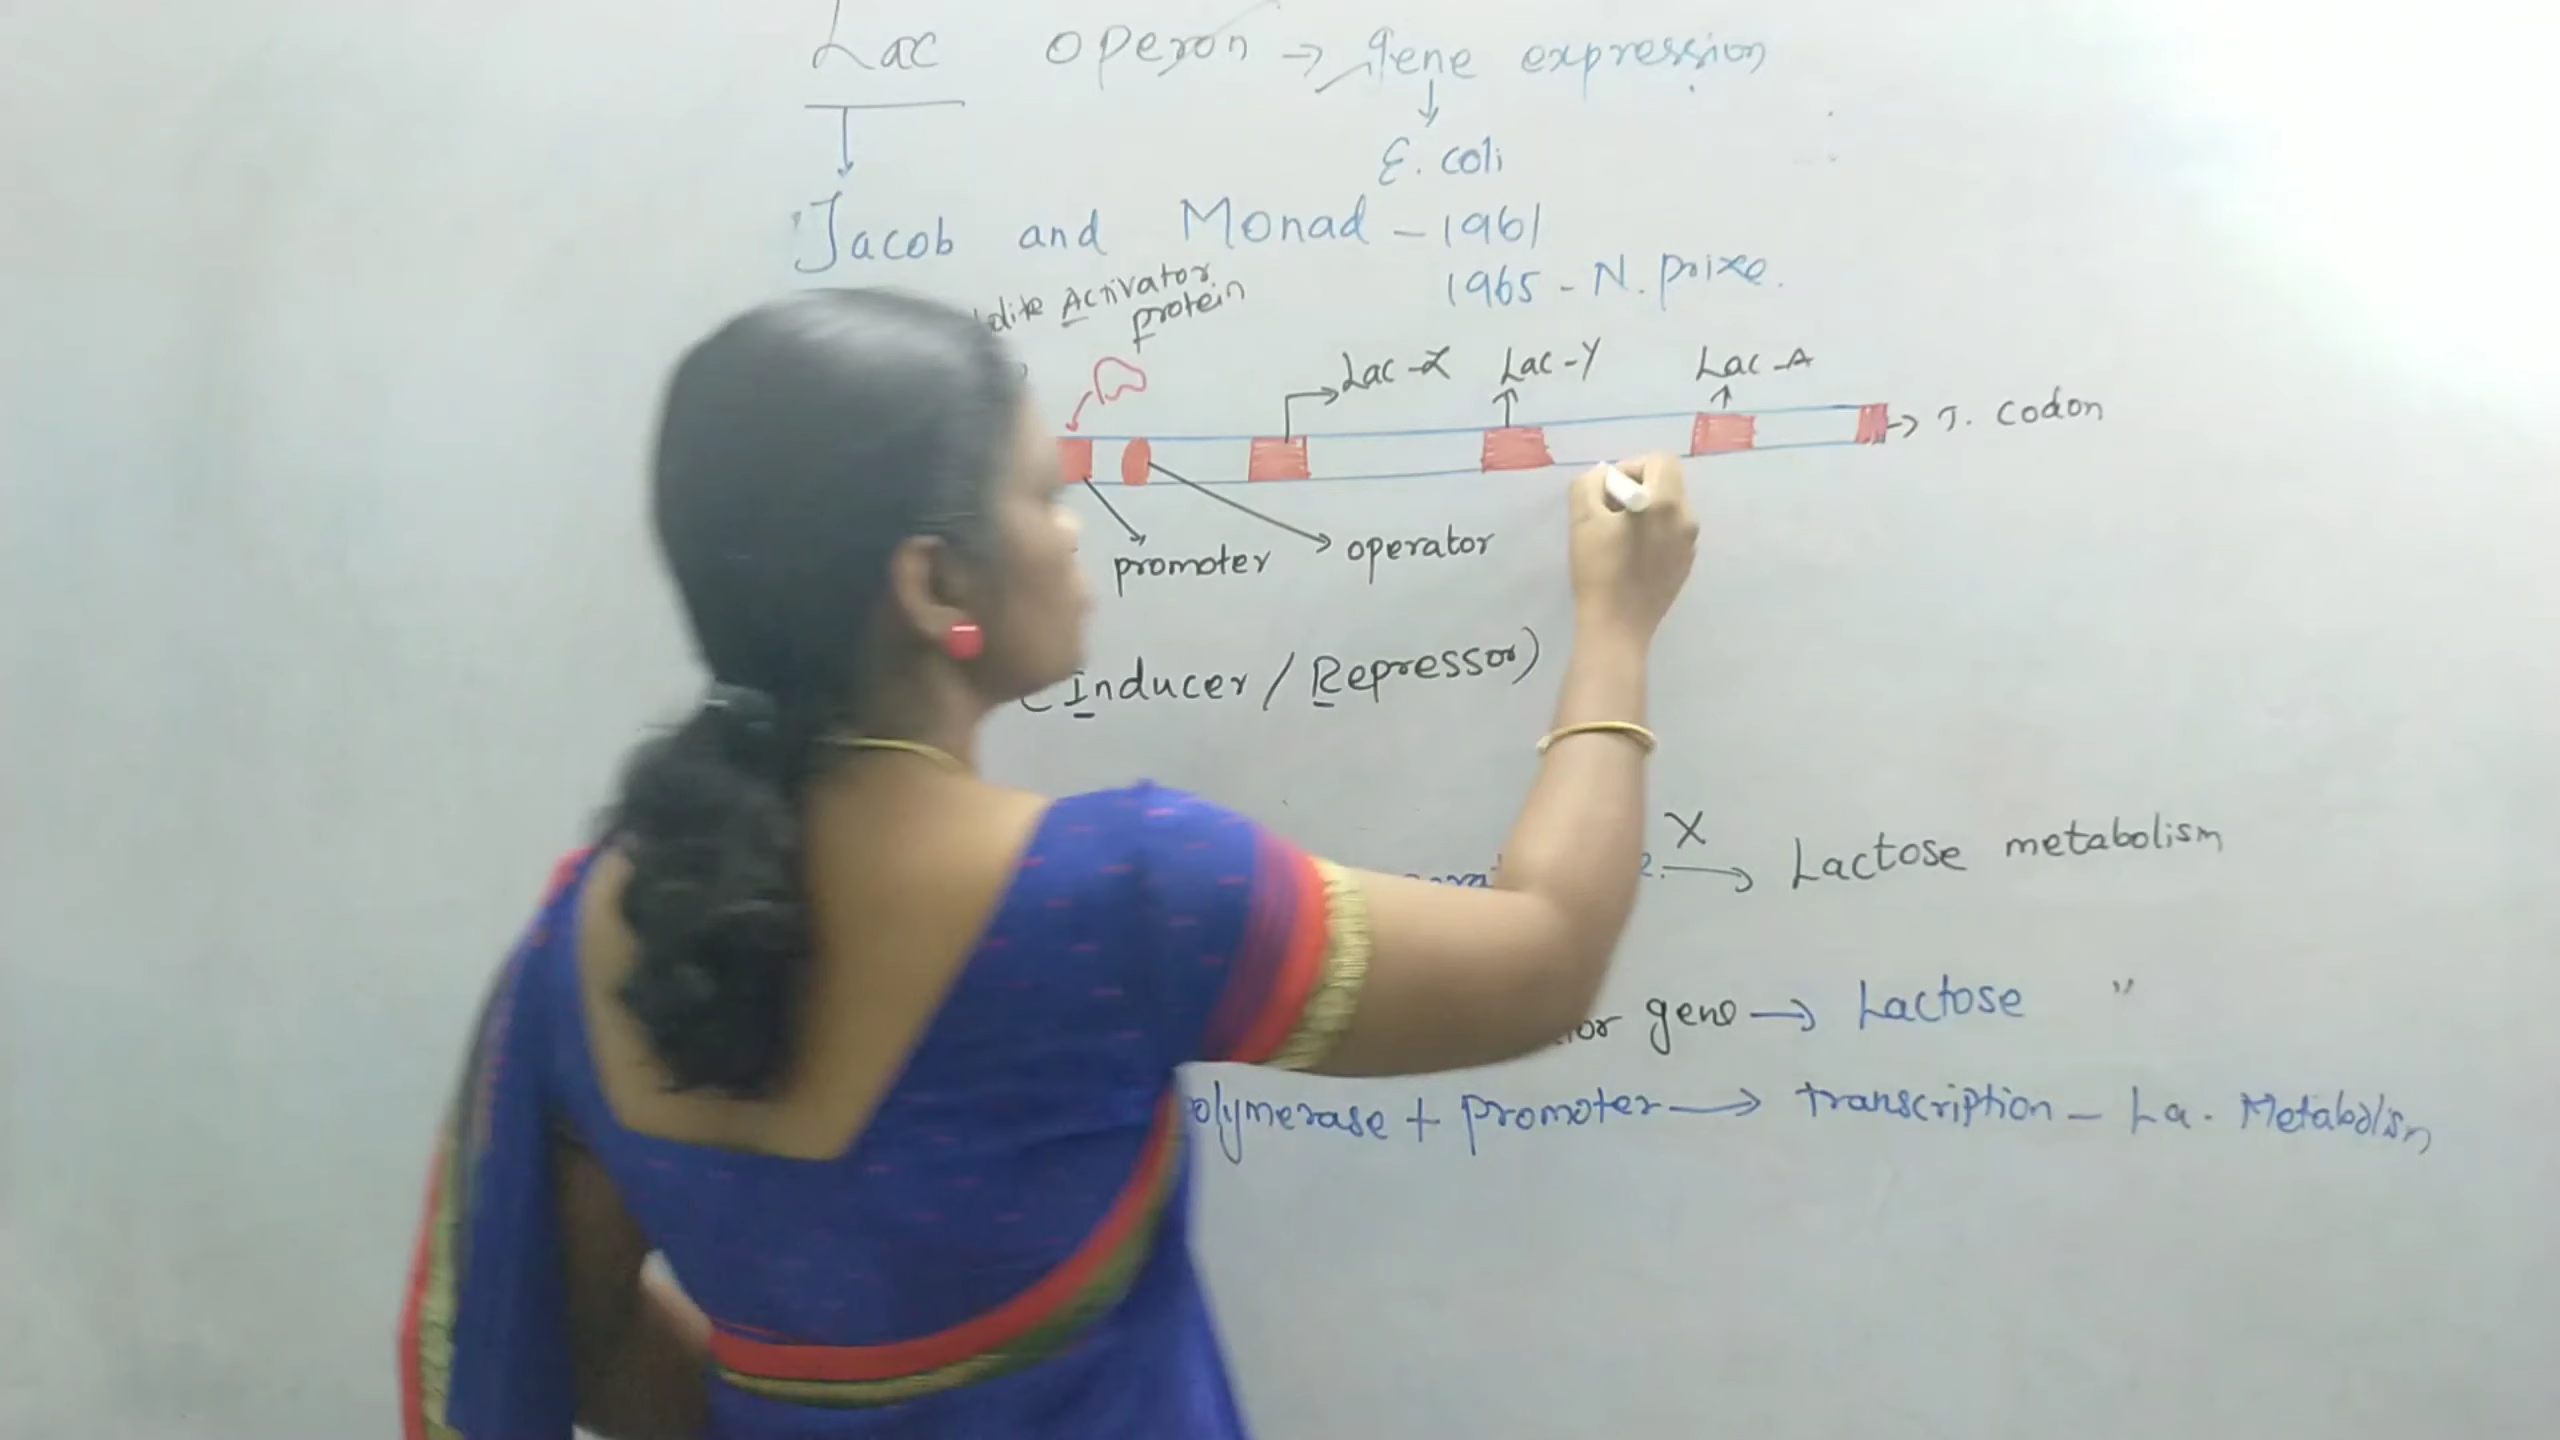 Lac operon → gene expression
E. coli
Jacob and Monad - 1961
1965 - N. prize.
Activator
protein
Lac-Z Lac-Y Lac-A
T. codon
promoter operator
(Inducer / Repressor)
X
→ Lactose metabolism
gene → Lactose "
polymerase + promoter → transcription - La. Metabolism